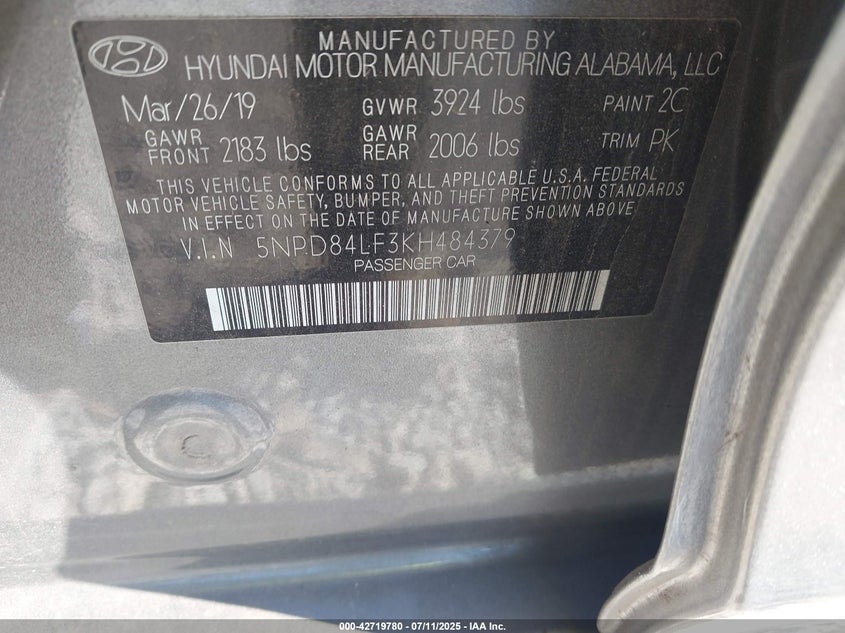 MANUFACTURED BY
HYUNDAI MOTOR MANUFACTURING ALABAMA, LLC
Mar/26/19 GVWR 3924 lbs PAINT 2C
GAWR FRONT 2183 lbs GAWR REAR 2006 lbs TRIM PK
THIS VEHICLE CONFORMS TO ALL APPLICABLE U.S.A. FEDERAL
MOTOR VEHICLE SAFETY, BUMPER, AND THEFT PREVENTION STANDARDS
IN EFFECT ON THE DATE OF MANUFACTURE SHOWN ABOVE
V.I.N 5NPD84LF3KH484379
PASSENGER CAR
000-42719780 - 07/11/2025 - IAA Inc.